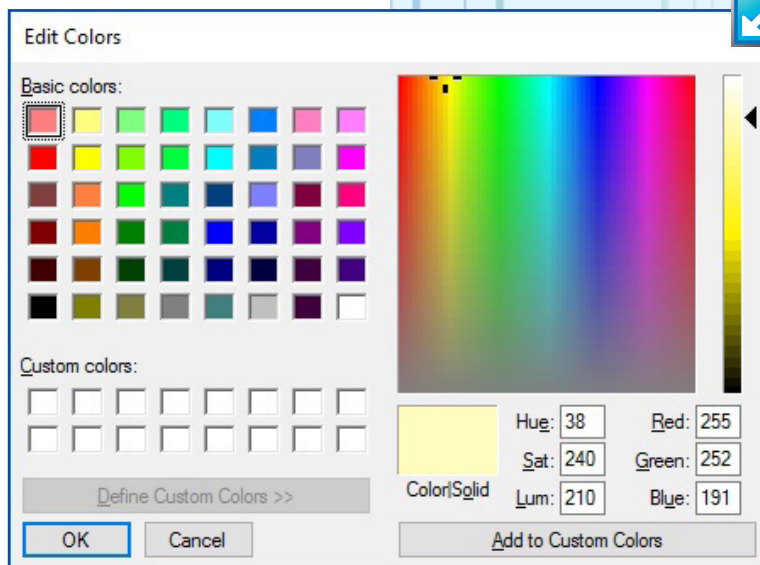 Edit Colors
Basic colors:
Custom colors:
Define Custom Colors >>
OK
Cancel
Color|Solid
Hue: 38
Sat: 240
Lum: 210
Red: 255
Green: 252
Blue: 191
Add to Custom Colors